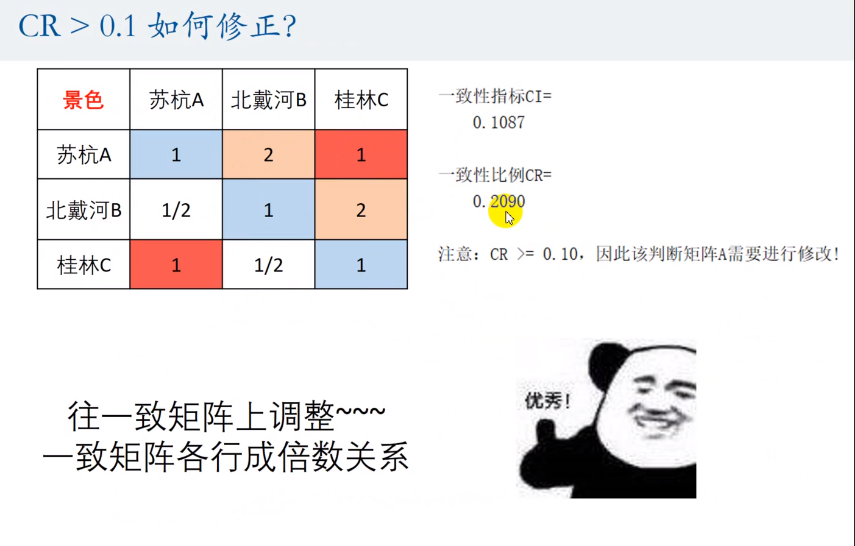 CR > 0.1 如何修正?
景色 苏杭A 北戴河B 桂林C
苏杭A 1 2 1
北戴河B 1/2 1 2
桂林C 1 1/2 1
一致性指标CI=
0.1087
一致性比例CR=
0.2090
注意：CR >= 0.10，因此该判断矩阵A需要进行修改!
往一致矩阵上调整~~~
一致矩阵各行成倍数关系
优秀！